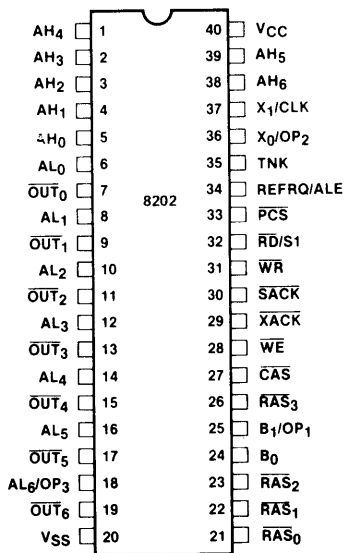 AH4 1 40 VCC
AH3 2 39 AH5
AH2 3 38 AH6
AH1 4 37 X1/CLK
AH0 5 36 X0/OP2
AL0 6 35 TNK
OUT0 7 34 REFRQ/ALE
8202
AL1 8 33 PCS
OUT1 9 32 RD/S1
AL2 10 31 WR
OUT2 11 30 SACK
AL3 12 29 XACK
OUT3 13 28 WE
AL4 14 27 CAS
OUT4 15 26 RAS3
AL5 16 25 B1/OP1
OUT5 17 24 B0
AL6/OP3 18 23 RAS2
OUT6 19 22 RAS1
VSS 20 21 RAS0